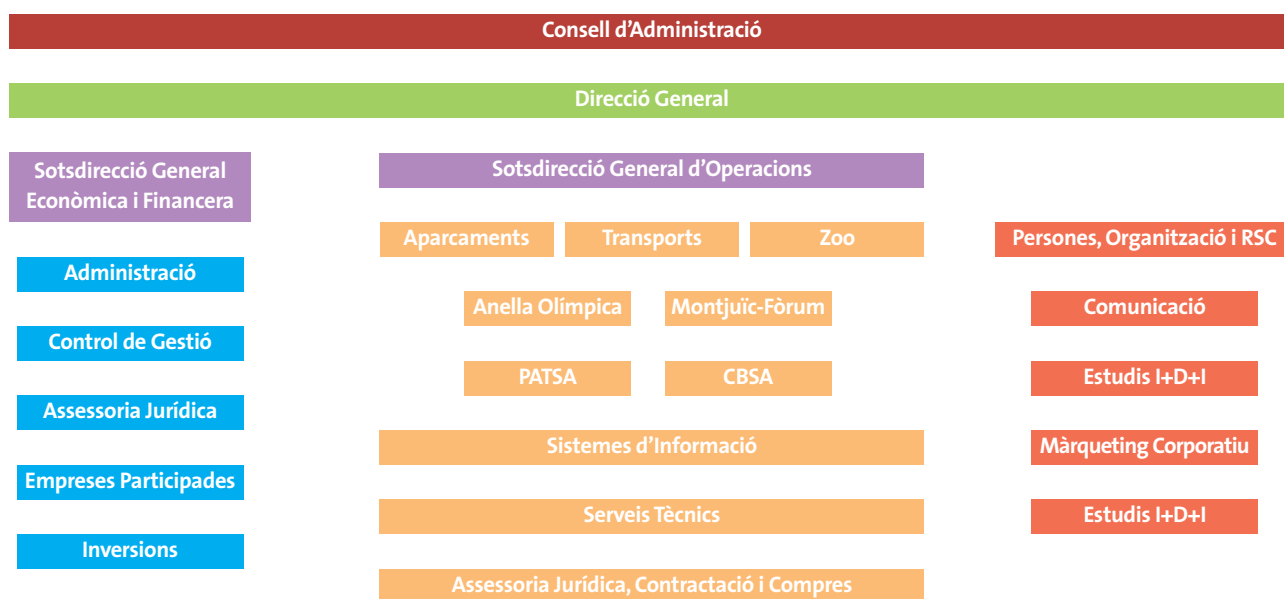 Consell d’Administració
Direcció General
Sotsdirecció General
Econòmica i Financera
Administració
Control de Gestió
Assessoria Jurídica
Empreses Participades
Inversions
Sotsdirecció General d’Operacions
Aparcaments
Transports
Zoo
Anella Olímpica
Montjuïc-Fòrum
PATSA
CBSA
Sistemes d’Informació
Serveis Tècnics
Assessoria Jurídica, Contractació i Compres
Persones, Organització i RSC
Comunicació
Estudis I+D+I
Màrqueting Corporatiu
Estudis I+D+I